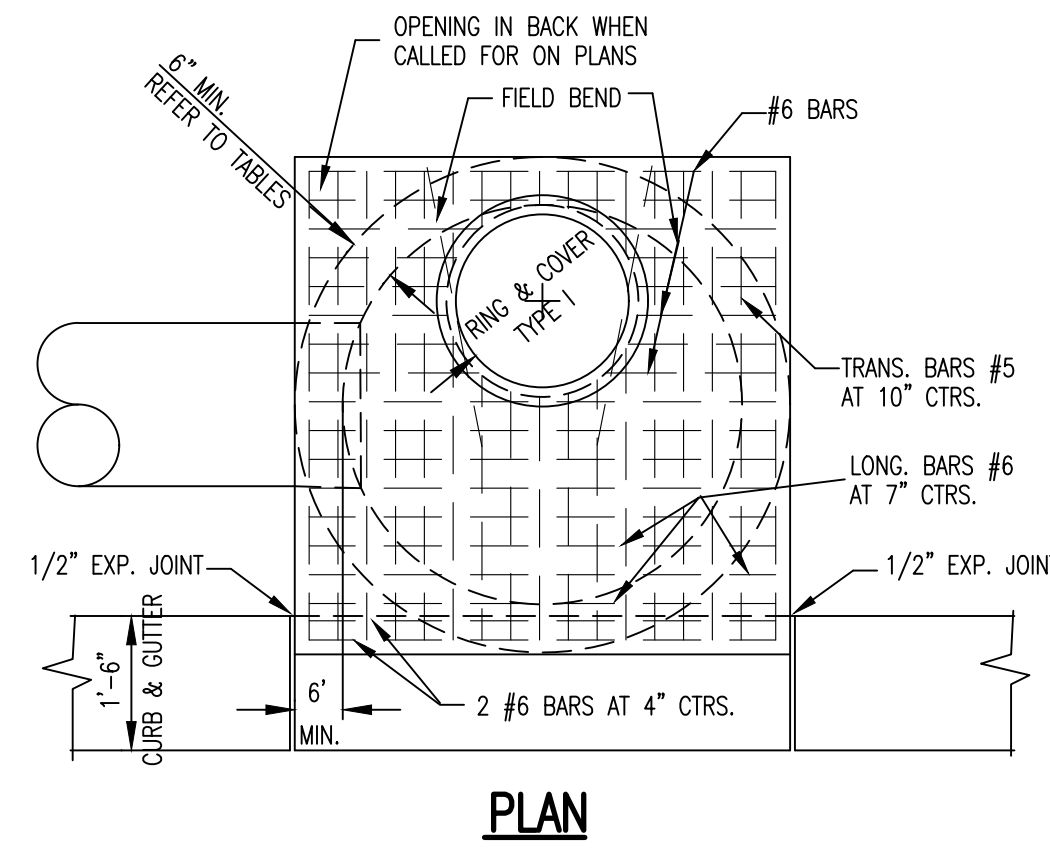 OPENING IN BACK WHEN
CALLED FOR ON PLANS
6" MIN.
REFER TO TABLES
FIELD BEND
#6 BARS
RING & COVER
TYPE I
TRANS. BARS #5
AT 10" CTRS.
LONG. BARS #6
AT 7" CTRS.
1/2" EXP. JOINT
1/2" EXP. JOINT
1'-6"
CURB & GUTTER
6'
MIN.
2 #6 BARS AT 4" CTRS.
PLAN